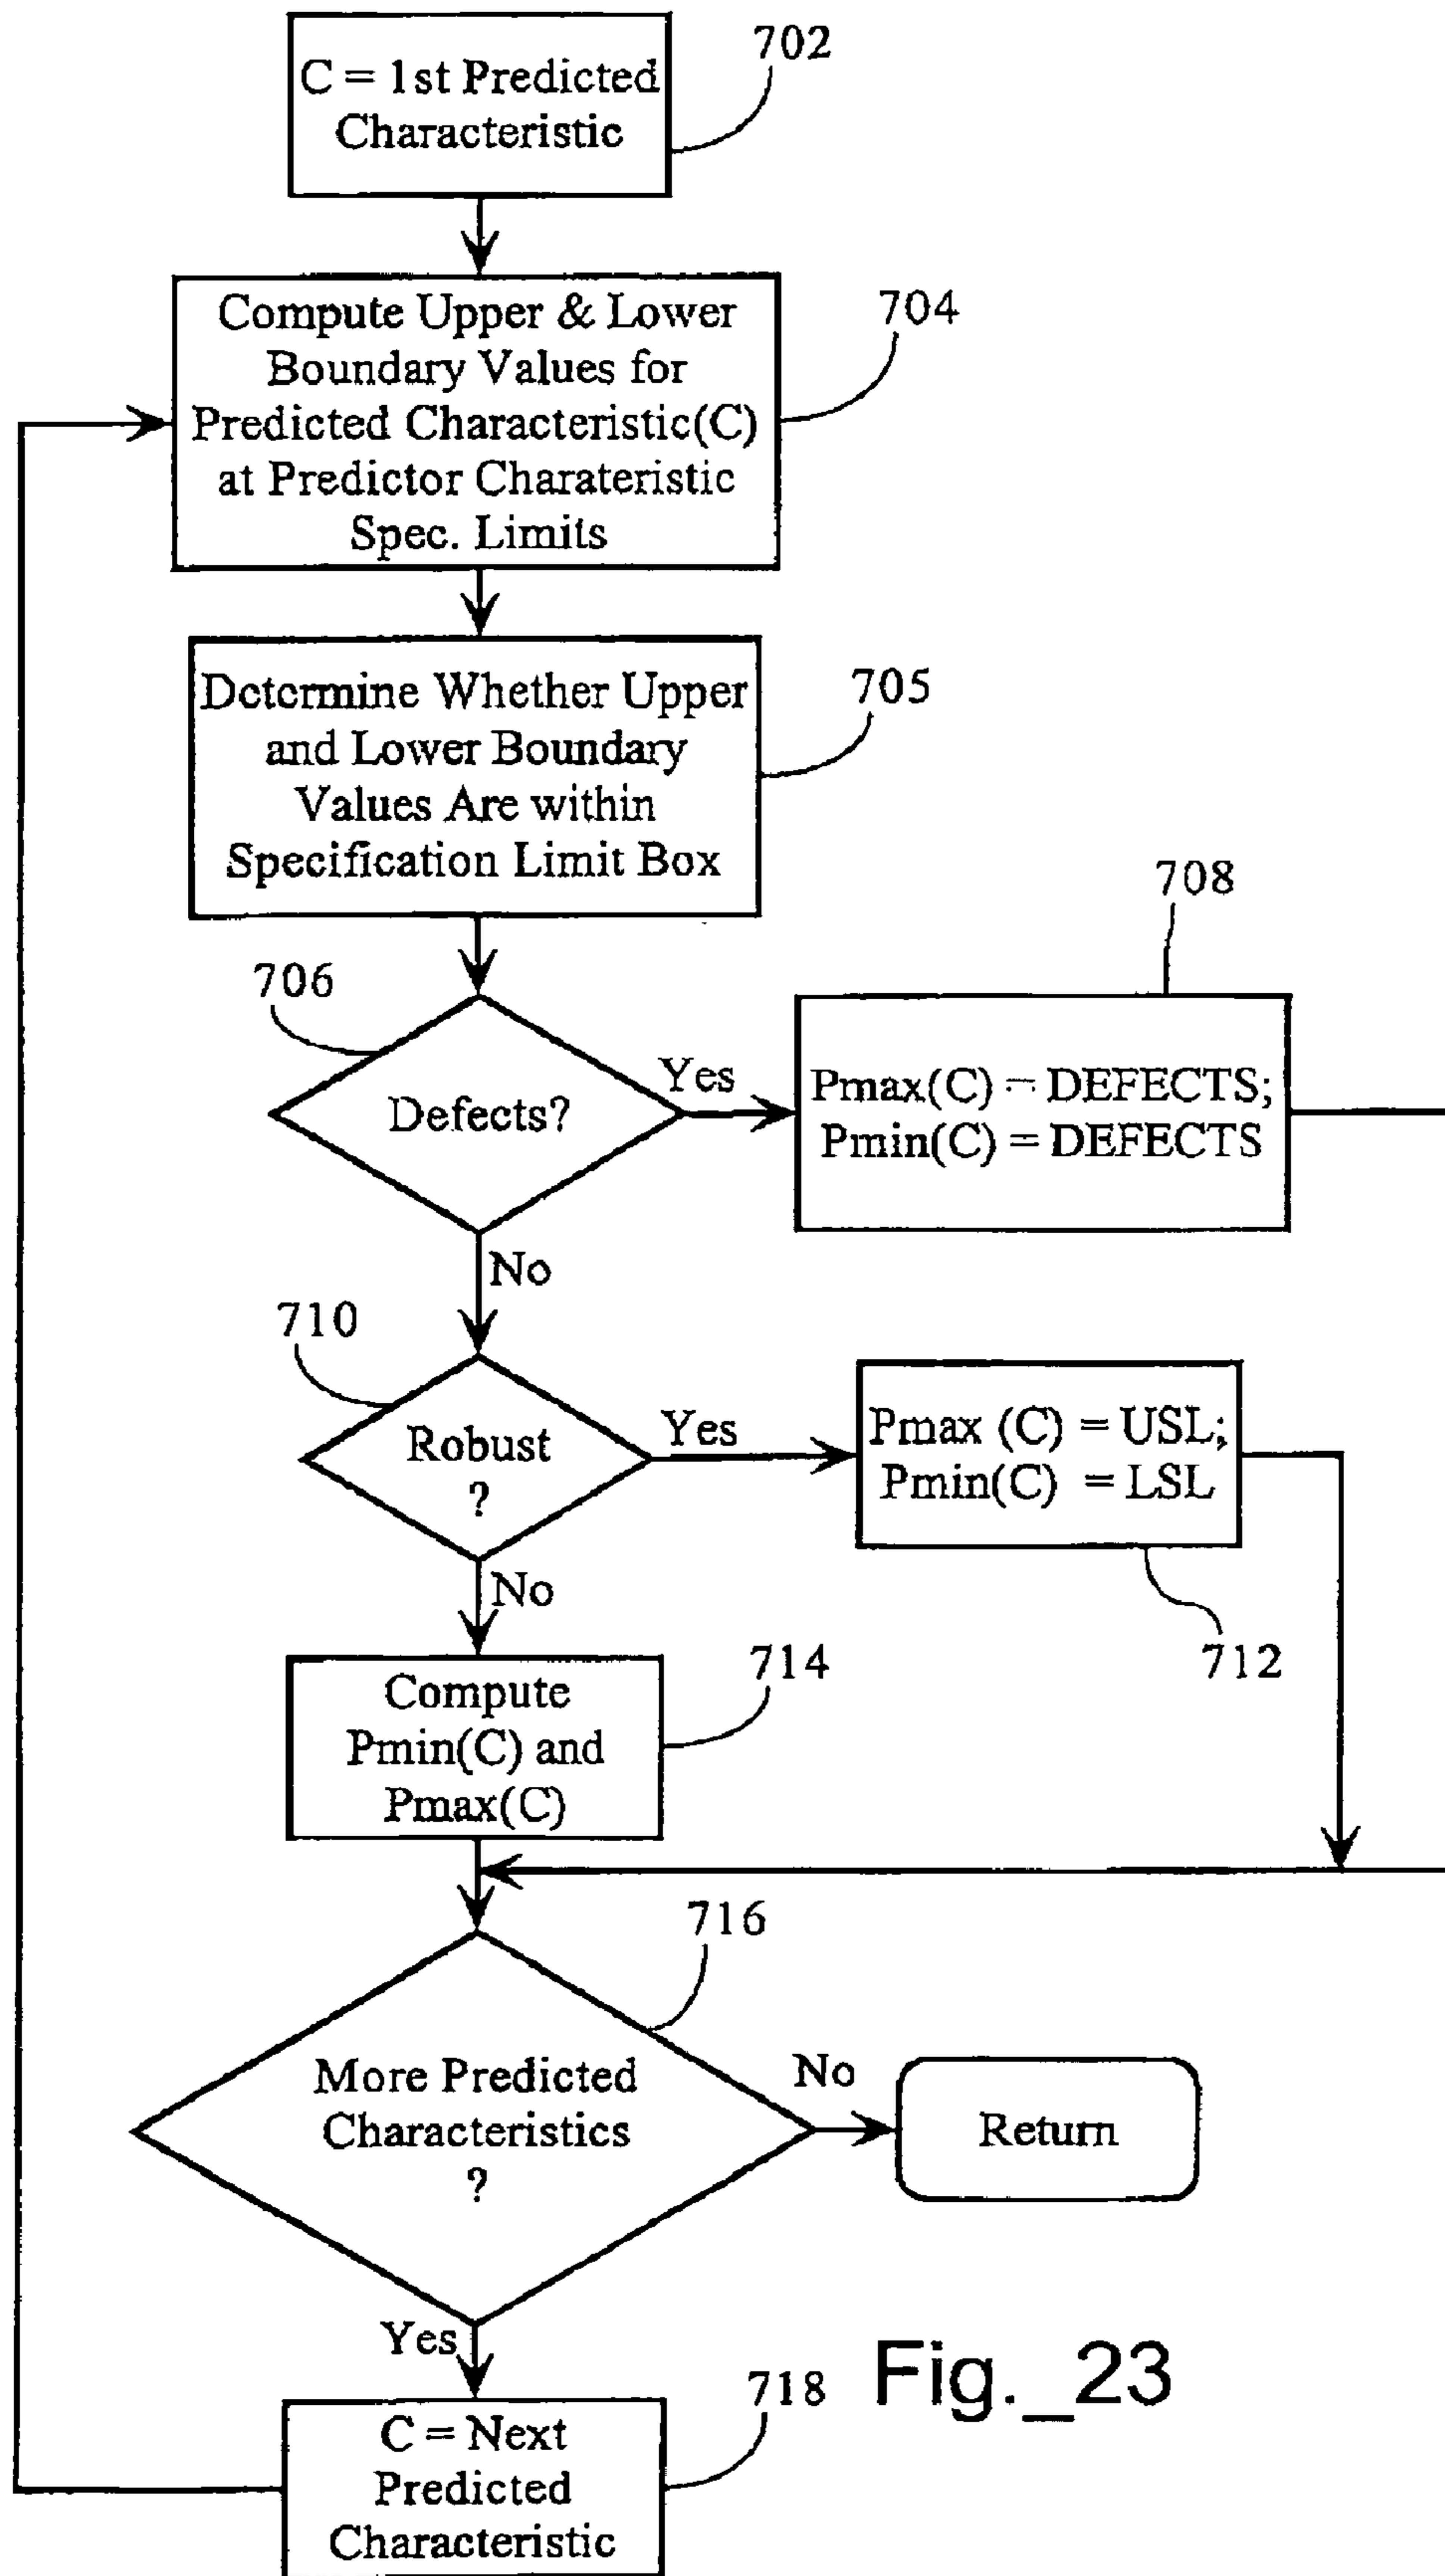 C = 1st Predicted
Characteristic
702
Compute Upper & Lower
Boundary Values for
Predicted Characteristic(C)
at Predictor Charateristic
Spec. Limits
704
Determine Whether Upper
and Lower Boundary
Values Are within
Specification Limit Box
705
706
Defects?
Yes
No
708
Pmax(C) = DEFECTS;
Pmin(C) = DEFECTS
710
Robust
?
Yes
No
Pmax (C) = USL;
Pmin(C) = LSL
712
Compute
Pmin(C) and
Pmax(C)
714
716
More Predicted
Characteristics
?
No
Return
Yes
C = Next
Predicted
Characteristic
718
Fig._23